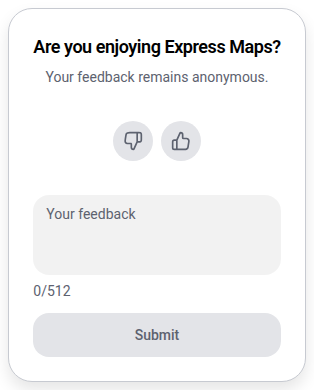 Are you enjoying Express Maps?
Your feedback remains anonymous.
Your feedback
0/512
Submit